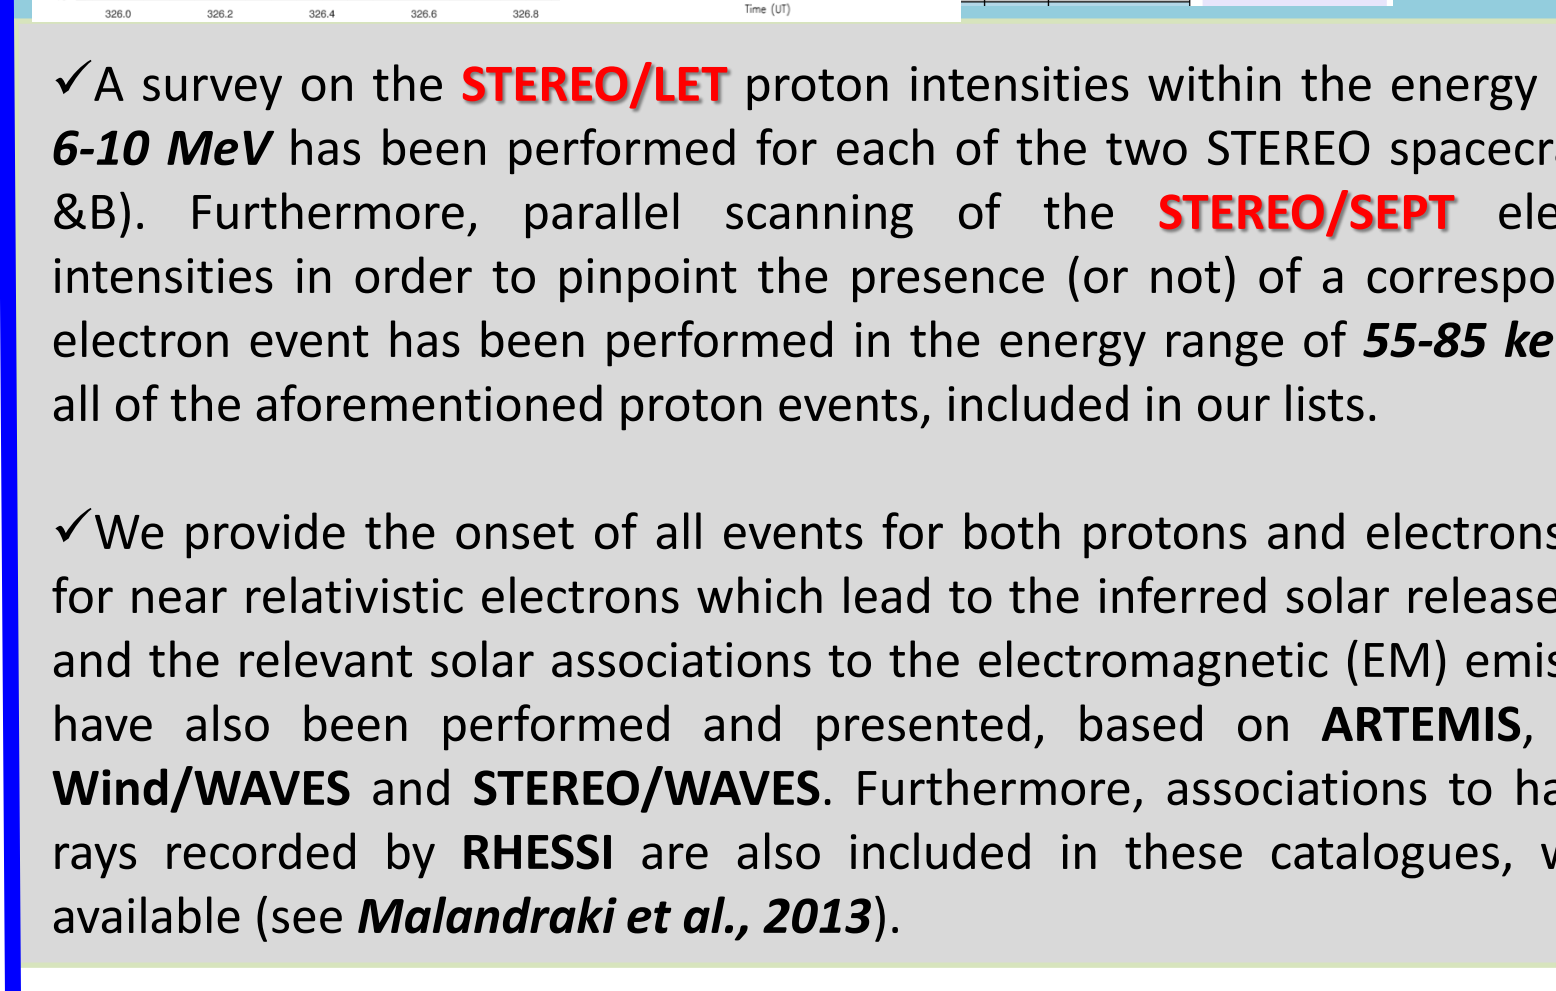 326.0 326.2 326.4 326.6 326.8 Time (UT)
✓A survey on the STEREO/LET proton intensities within the energy
6-10 MeV has been performed for each of the two STEREO spacecra
&B). Furthermore, parallel scanning of the STEREO/SEPT ele
intensities in order to pinpoint the presence (or not) of a correspo
electron event has been performed in the energy range of 55-85 ke
all of the aforementioned proton events, included in our lists.
✓We provide the onset of all events for both protons and electrons
for near relativistic electrons which lead to the inferred solar release
and the relevant solar associations to the electromagnetic (EM) emis
have also been performed and presented, based on ARTEMIS,
Wind/WAVES and STEREO/WAVES. Furthermore, associations to ha
rays recorded by RHESSI are also included in these catalogues, w
available (see Malandraki et al., 2013).